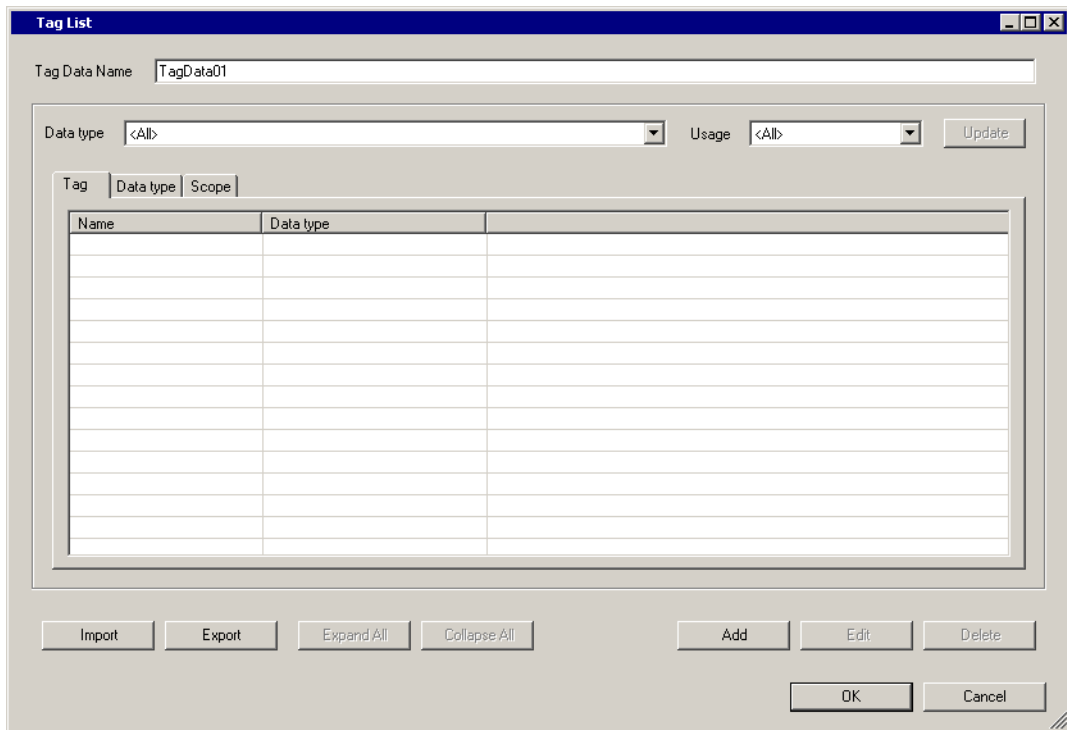 Tag List
Tag Data Name TagData01
Data type <All> Usage <All> Update
Tag Data type Scope
Name Data type
Import Export Expand All Collapse All Add Edit Delete
OK Cancel